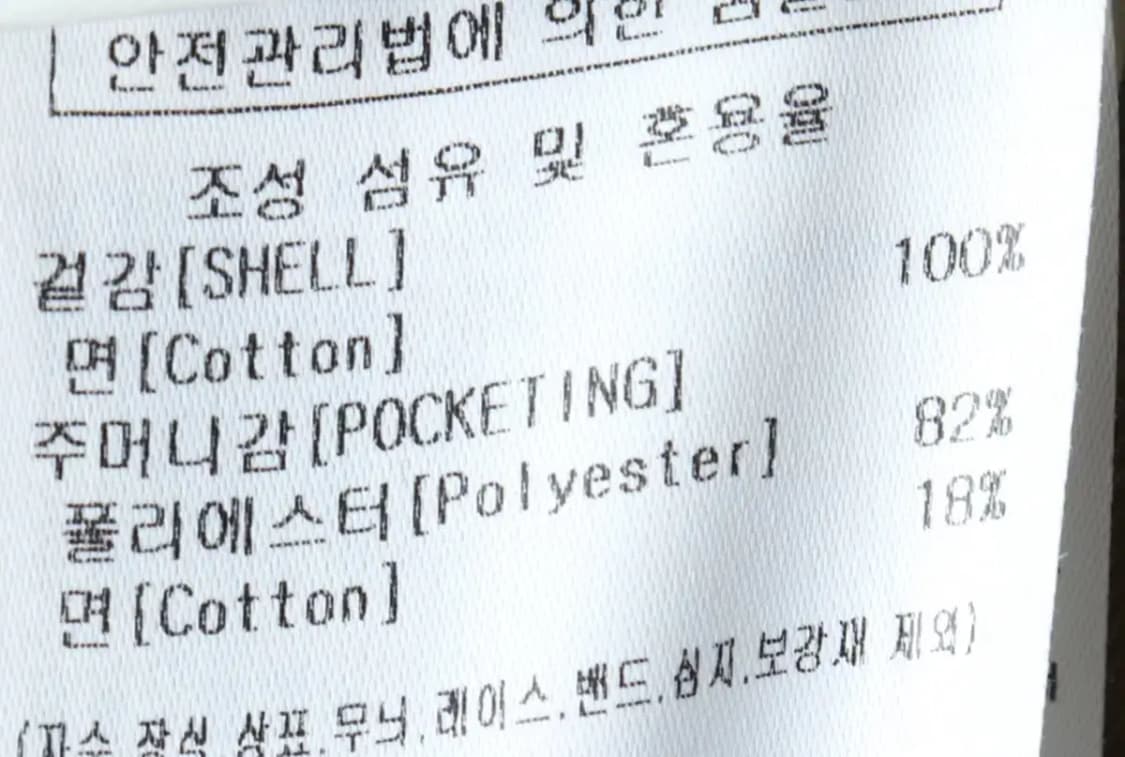 안전관리법에 의한
조성 섬유 및 혼용율
겉감[SHELL]
면[Cotton] 100%
주머니감[POCKETING]
폴리에스터[Polyester] 82%
면[Cotton] 18%
(자수.장식.상표.무늬.레이스.밴드.심지.보강재 제외)